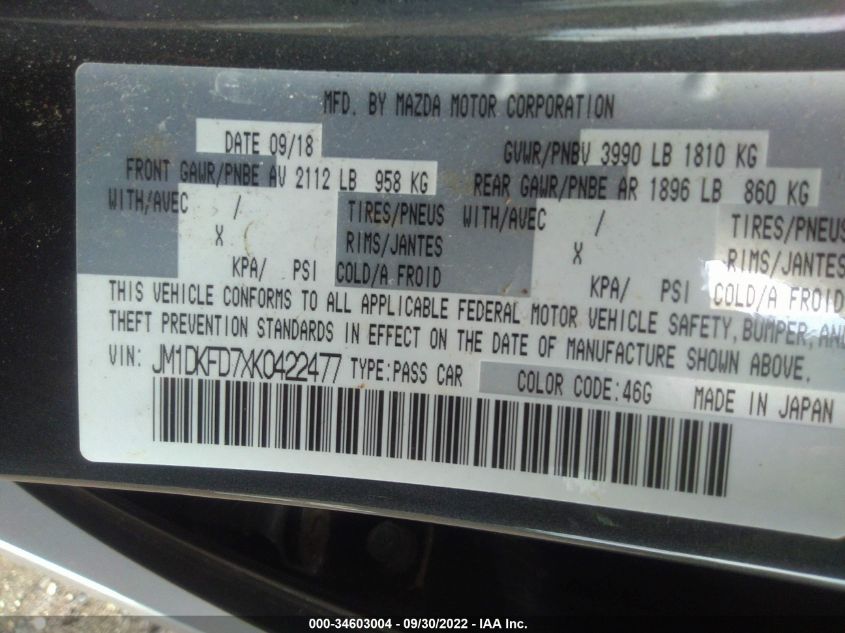 MFD. BY MAZDA MOTOR CORPORATION
DATE 09/18 GVWR/PNBV 3990 LB 1810 KG
FRONT GAWR/PNBE AV 2112 LB 958 KG REAR GAWR/PNBE AR 1896 LB 860 KG
WITH/AVEC / TIRES/PNEUS WITH/AVEC / TIRES/PNEUS
X RIMS/JANTES X RIMS/JANTES
KPA/ PSI COLD/A FROID KPA/ PSI COLD/A FROID
THIS VEHICLE CONFORMS TO ALL APPLICABLE FEDERAL MOTOR VEHICLE SAFETY, BUMPER, AND
THEFT PREVENTION STANDARDS IN EFFECT ON THE DATE OF MANUFACTURE SHOWN ABOVE.
VIN: JM1DKFD7XK0422477 TYPE:PASS CAR COLOR CODE:46G MADE IN JAPAN
000-34603004 - 09/30/2022 - IAA Inc.